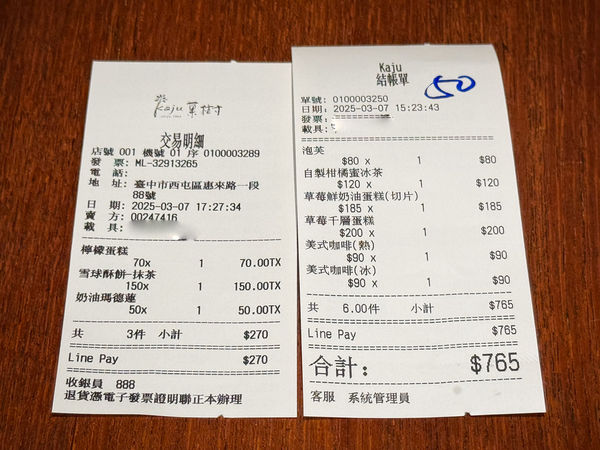 Kaju 菓樹
交易明細
店號 001 機號 01 序 0100003289
發 票: ML-32913265
電 話:
地 址: 臺中市西屯區惠來路一段
88號
日 期: 2025-03-07 17:27:34
賣 方: 00247416
載 具:
檸檬蛋糕
70x 1 70.00TX
雪球酥餅-抹茶
150x 1 150.00TX
奶油瑪德蓮
50x 1 50.00TX
共 3件 小計 $270
Line Pay $270
收銀員 888
退貨憑電子發票證明聯正本辦理
Kaju
結帳單
50
單號: 0100003250
日期: 2025-03-07 15:23:43
發票:
載具:
泡芙
$80 x 1 $80
自製柑橘蜜冰茶
$120 x 1 $120
草莓鮮奶油蛋糕(切片)
$185 x 1 $185
草莓千層蛋糕
$200 x 1 $200
美式咖啡(熱)
$90 x 1 $90
美式咖啡(冰)
$90 x 1 $90
共 6.00件 小計 $765
Line Pay $765
合計: $765
客服 系統管理員